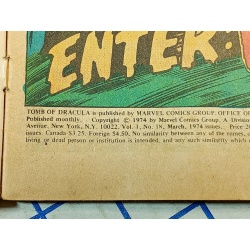 ENTER.
TOMB OF DRACULA is published by MARVEL COMICS GROUP. OFFICE OF
Published monthly. Copyright © 1974 by Marvel Comics Group, A Divisio
Avenue, New York, N.Y. 10022. Vol. 1, No. 18, March, 1974 issues. Price 20
issues. Canada $3.25. Foreign $4.50. No similarity between any of the names, c
living or dead person or institution is intended, and any such similarity which m